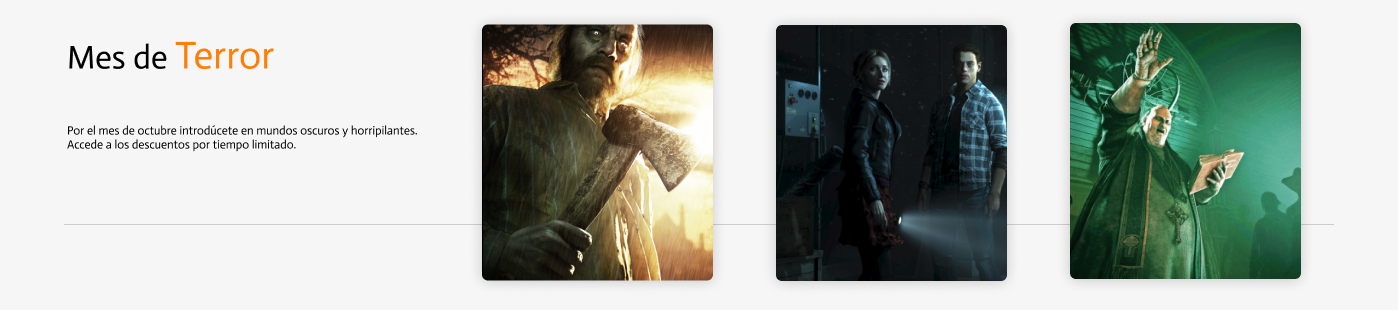 Mes de Terror
Por el mes de octubre introdúcete en mundos oscuros y horripilantes.
Accede a los descuentos por tiempo limitado.